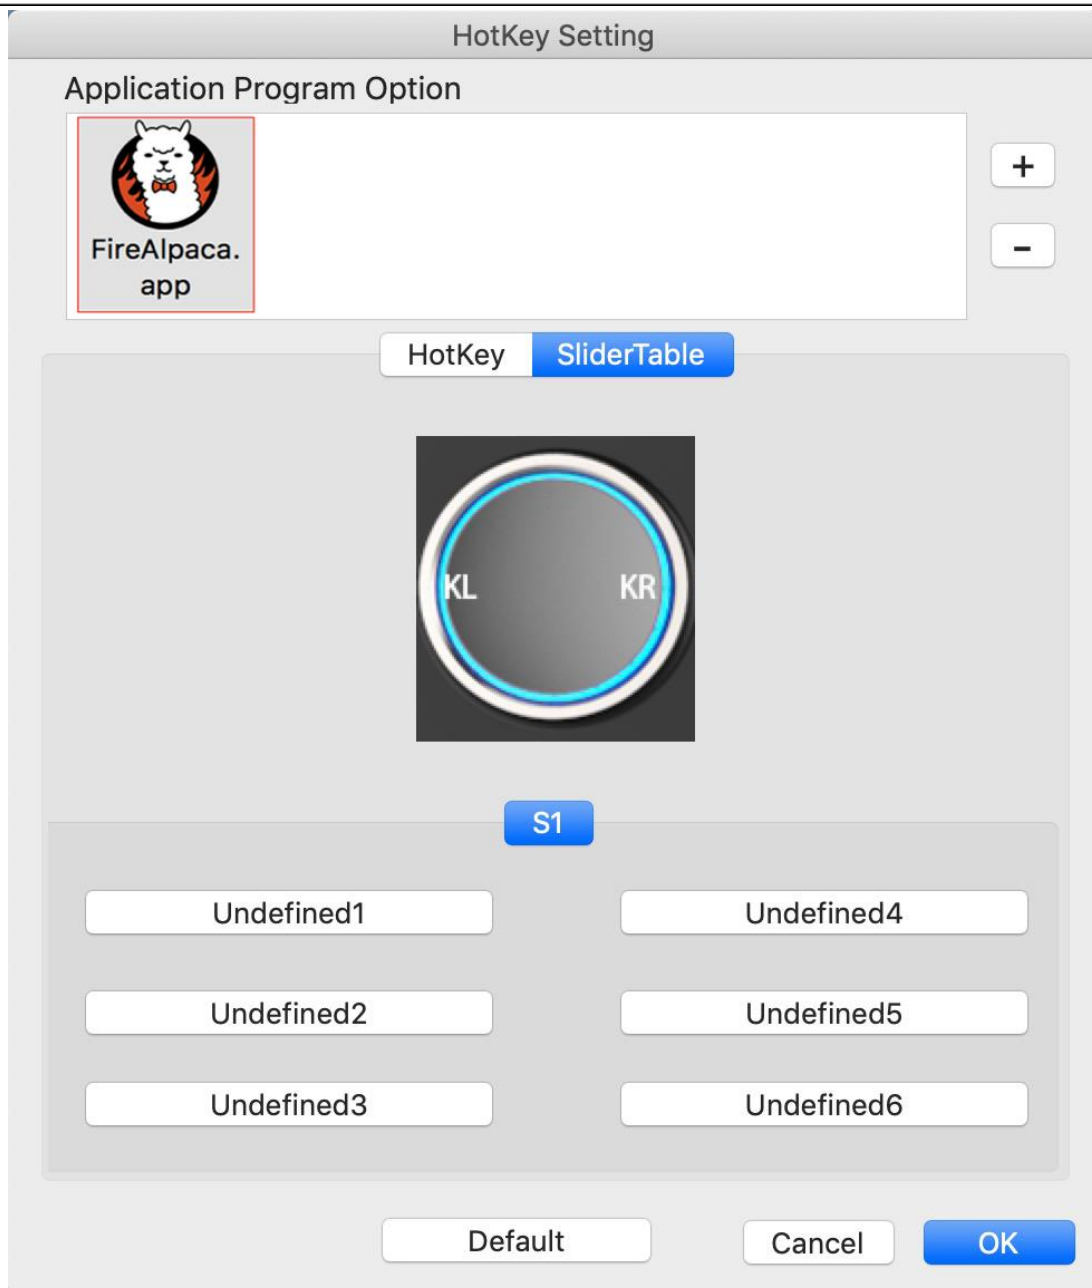 HotKey Setting
Application Program Option
+
FireAlpaca.
app
-
HotKey SliderTable
KL KR
S1
Undefined1 Undefined4
Undefined2 Undefined5
Undefined3 Undefined6
Default Cancel OK